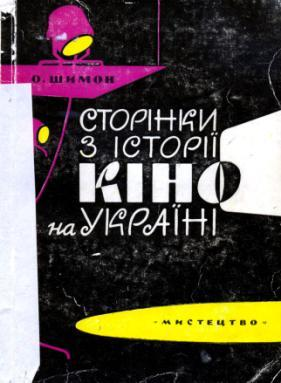 О. ШИМОН
СТОРІНКИ
З ІСТОРІЇ
КІНО
на УКРАЇНІ
«МИСТЕЦТВО»